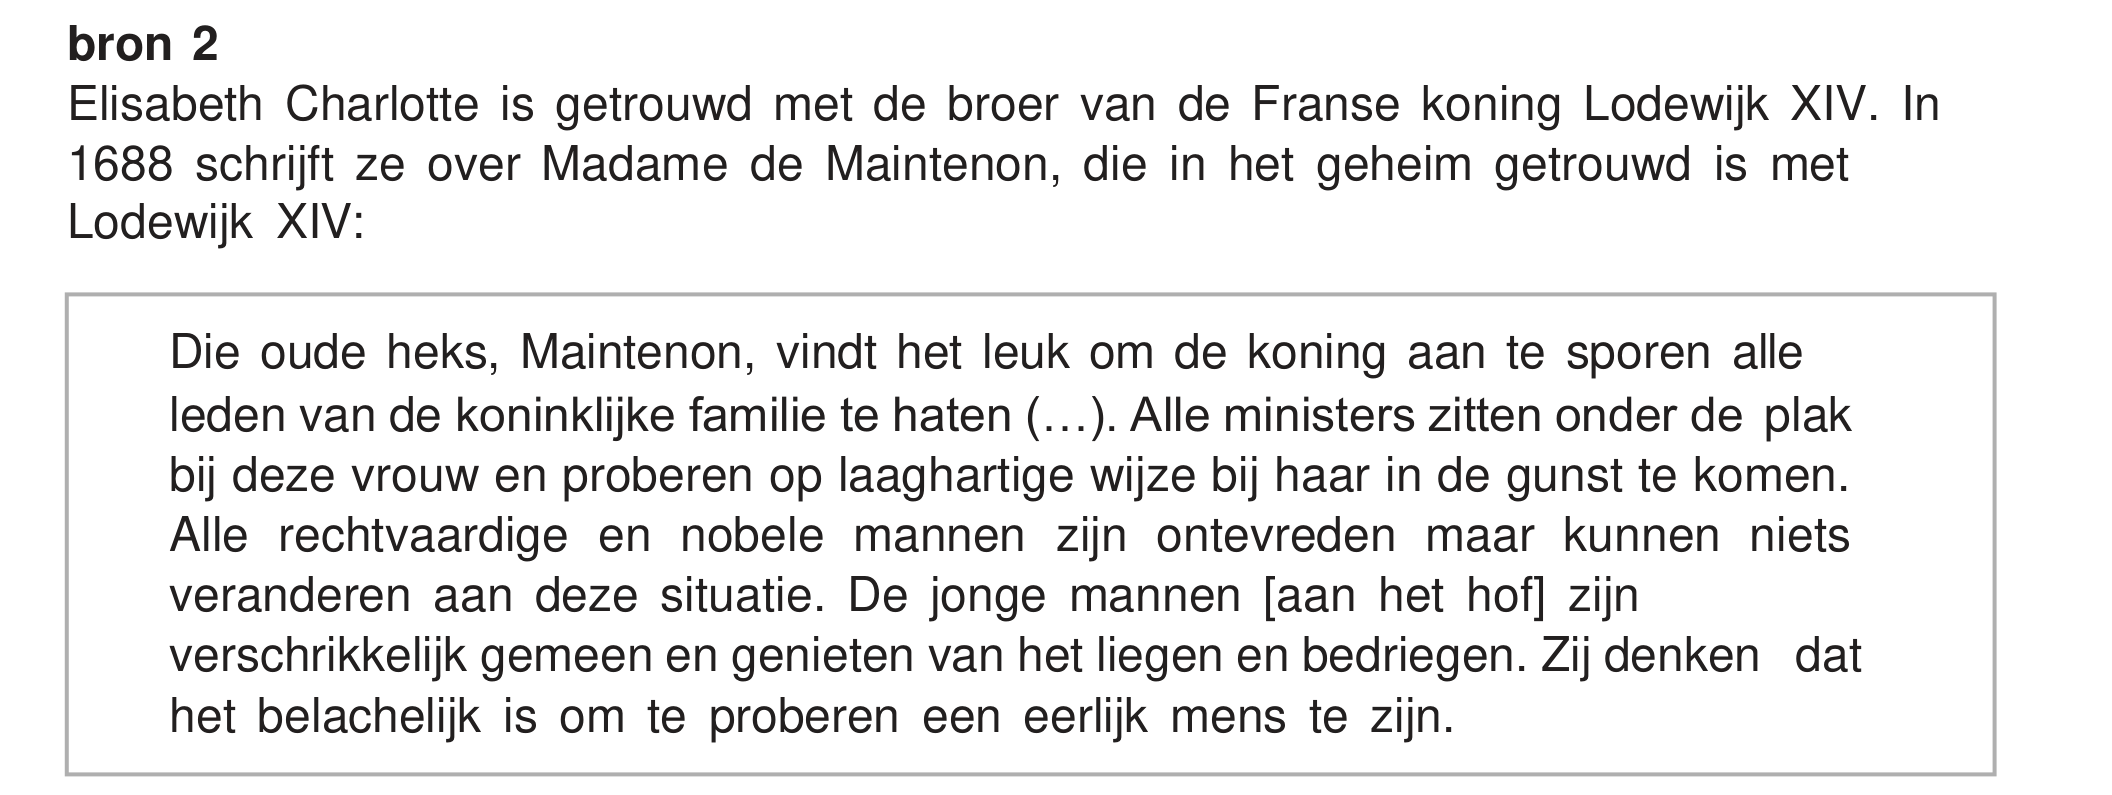 bron 2
Elisabeth Charlotte is getrouwd met de broer van de Franse koning Lodewijk XIV. In
1688 schrijft ze over Madame de Maintenon, die in het geheim getrouwd is met
Lodewijk XIV:
Die oude heks, Maintenon, vindt het leuk om de koning aan te sporen alle
leden van de koninklijke familie te haten (…). Alle ministers zitten onder de plak
bij deze vrouw en proberen op laaghartige wijze bij haar in de gunst te komen.
Alle rechtvaardige en nobele mannen zijn ontevreden maar kunnen niets
veranderen aan deze situatie. De jonge mannen [aan het hof] zijn
verschrikkelijk gemeen en genieten van het liegen en bedriegen. Zij denken dat
het belachelijk is om te proberen een eerlijk mens te zijn.